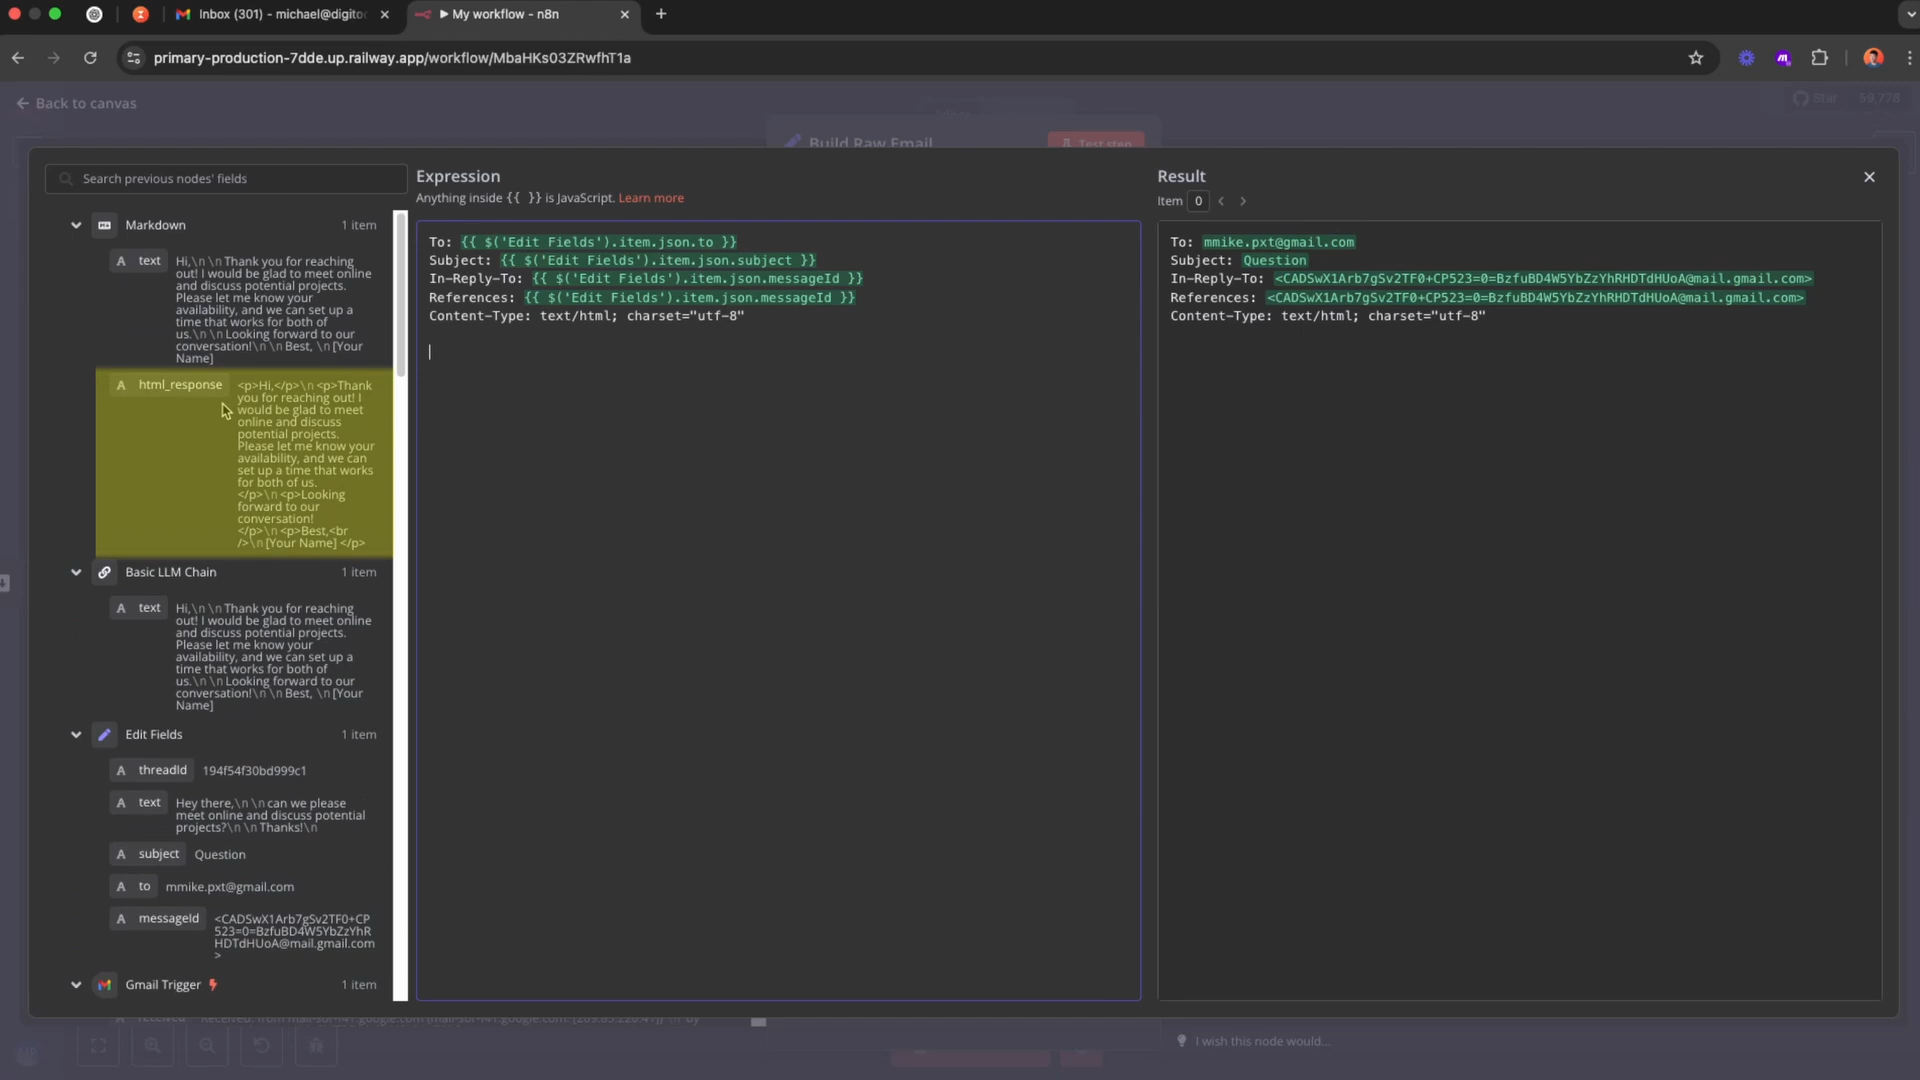 Inbox (301) - michael@digito
My workflow - n8n
primary-production-7dde.up.railway.app/workflow/MbaHKs03ZRwfhT1a
Back to canvas
Star
59,775
Build Raw Email
Test step
Search previous nodes' fields
Markdown
1 item
A text
Hi,\n \n Thank you for reaching
out! I would be glad to meet online
and discuss potential projects.
Please let me know your
availability, and we can set up a
time that works for both of
us.\n \n Looking forward to our
conversation!\n \n Best, \n [Your
Name]
A html_response
<p>Hi,</p>\n <p>Thank
you for reaching out! I
would be glad to meet
online and discuss
potential projects.
Please let me know your
availability, and we can
set up a time that works
for both of us.
</p>\n <p>Looking
forward to our
conversation!
</p>\n <p>Best,<br
/>\n [Your Name] </p>
Basic LLM Chain
1 item
A text
Hi,\n \n Thank you for reaching
out! I would be glad to meet online
and discuss potential projects.
Please let me know your
availability, and we can set up a
time that works for both of
us.\n \n Looking forward to our
conversation!\n \n Best, \n [Your
Name]
Edit Fields
1 item
A threadId
194f54f30bd999c1
A text
Hey there,\n \n can we please
meet online and discuss potential
projects?\n \n Thanks!\n
A subject
Question
A to
mmike.pxt@gmail.com
A messageId
<CADSwX1Arb7gSv2TF0+CP
523=0=BzfuBD4W5YbZzYhR
HDTdHUoA@mail.gmail.com
>
Gmail Trigger
1 item
Expression
Anything inside {{ }} is JavaScript. Learn more
To: {{ $('Edit Fields').item.json.to }}
Subject: {{ $('Edit Fields').item.json.subject }}
In-Reply-To: {{ $('Edit Fields').item.json.messageId }}
References: {{ $('Edit Fields').item.json.messageId }}
Content-Type: text/html; charset="utf-8"
Result
Item 0
To: mmike.pxt@gmail.com
Subject: Question
In-Reply-To: <CADSwX1Arb7gSv2TF0+CP523=0=BzfuBD4W5YbZzYhRHDTdHUoA@mail.gmail.com>
References: <CADSwX1Arb7gSv2TF0+CP523=0=BzfuBD4W5YbZzYhRHDTdHUoA@mail.gmail.com>
Content-Type: text/html; charset="utf-8"
I wish this node would...